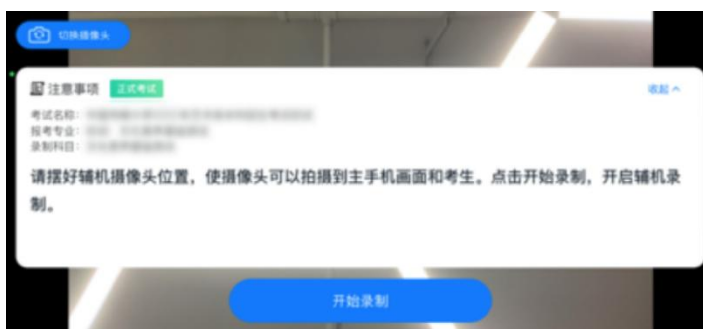 切换摄像头
注意事项 正式考试 收起
考试名称:
报考专业:
录制科目:
请摆好辅机摄像头位置，使摄像头可以拍摄到主手机画面和考生。点击开始录制，开启辅机录
制。
开始录制